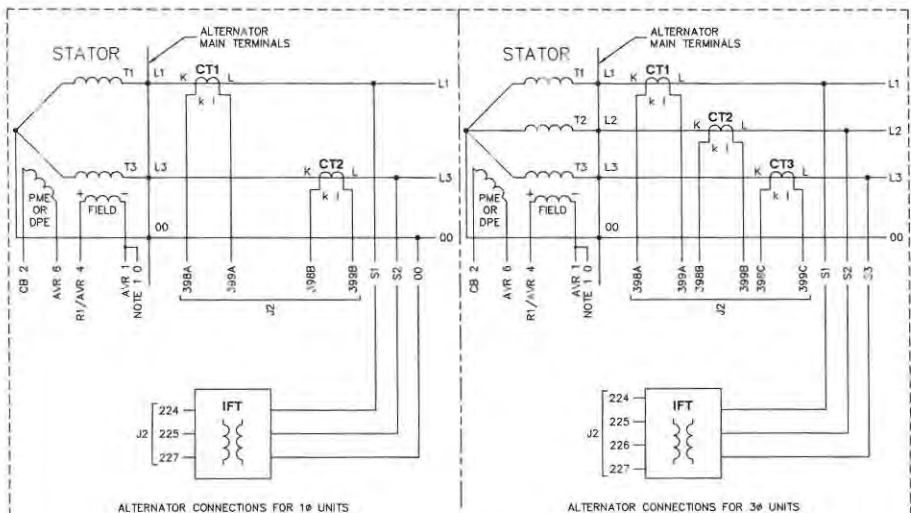 ALTERNATOR
MAIN TERMINALS
STATOR
T1
L1
CT1
K
L
k l
L1
T3
L3
CT2
K
L
k l
L3
PME
OR
DPE
+
-
FIELD
00
00
CB 2
AVR 6
R1/AVR 4
AVR 1
NOTE 1 0
398A
399A
398B
399B
S1
S2
00
J2
IFT
J2
224
225
227
ALTERNATOR CONNECTIONS FOR 1ø UNITS
ALTERNATOR
MAIN TERMINALS
STATOR
T1
L1
CT1
K
L
k l
L1
T2
L2
CT2
K
L
k l
L2
T3
L3
CT3
K
L
k l
L3
PME
OR
DPE
+
-
FIELD
00
00
CB 2
AVR 6
R1/AVR 4
AVR 1
NOTE 1 0
398A
399A
398B
399B
398C
399C
S1
S2
S3
J2
IFT
J2
224
225
226
227
ALTERNATOR CONNECTIONS FOR 3ø UNITS